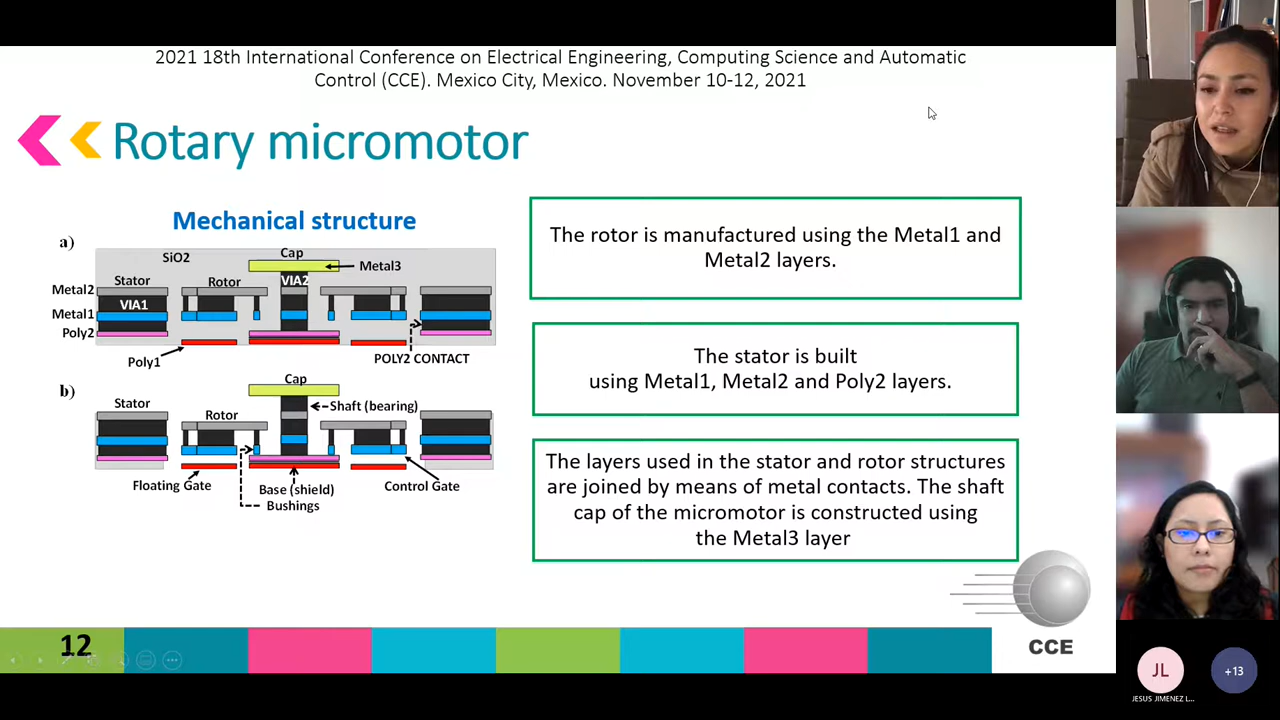 2021 18th International Conference on Electrical Engineering, Computing Science and Automatic
Control (CCE). Mexico City, Mexico. November 10-12, 2021
Rotary micromotor
Mechanical structure
a)
SiO2
Cap
Metal3
Stator
Rotor
VIA2
Metal2
VIA1
Metal1
Poly2
Poly1
POLY2 CONTACT
b)
Cap
Stator
Shaft (bearing)
Rotor
Floating Gate
Base (shield)
Control Gate
Bushings
The rotor is manufactured using the Metal1 and
Metal2 layers.
The stator is built
using Metal1, Metal2 and Poly2 layers.
The layers used in the stator and rotor structures
are joined by means of metal contacts. The shaft
cap of the micromotor is constructed using
the Metal3 layer
12
CCE
JL
+13
JESUS JIMENEZ L...